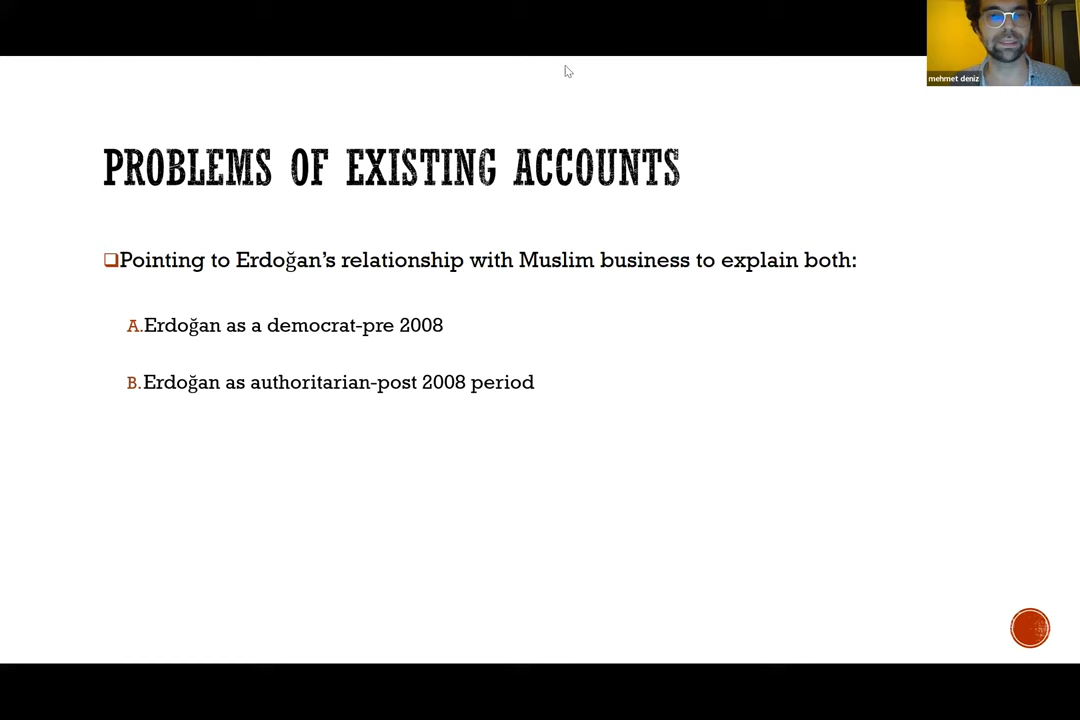 mehmet deniz
PROBLEMS OF EXISTING ACCOUNTS
❑Pointing to Erdoğan’s relationship with Muslim business to explain both:
A.Erdoğan as a democrat-pre 2008
B.Erdoğan as authoritarian-post 2008 period